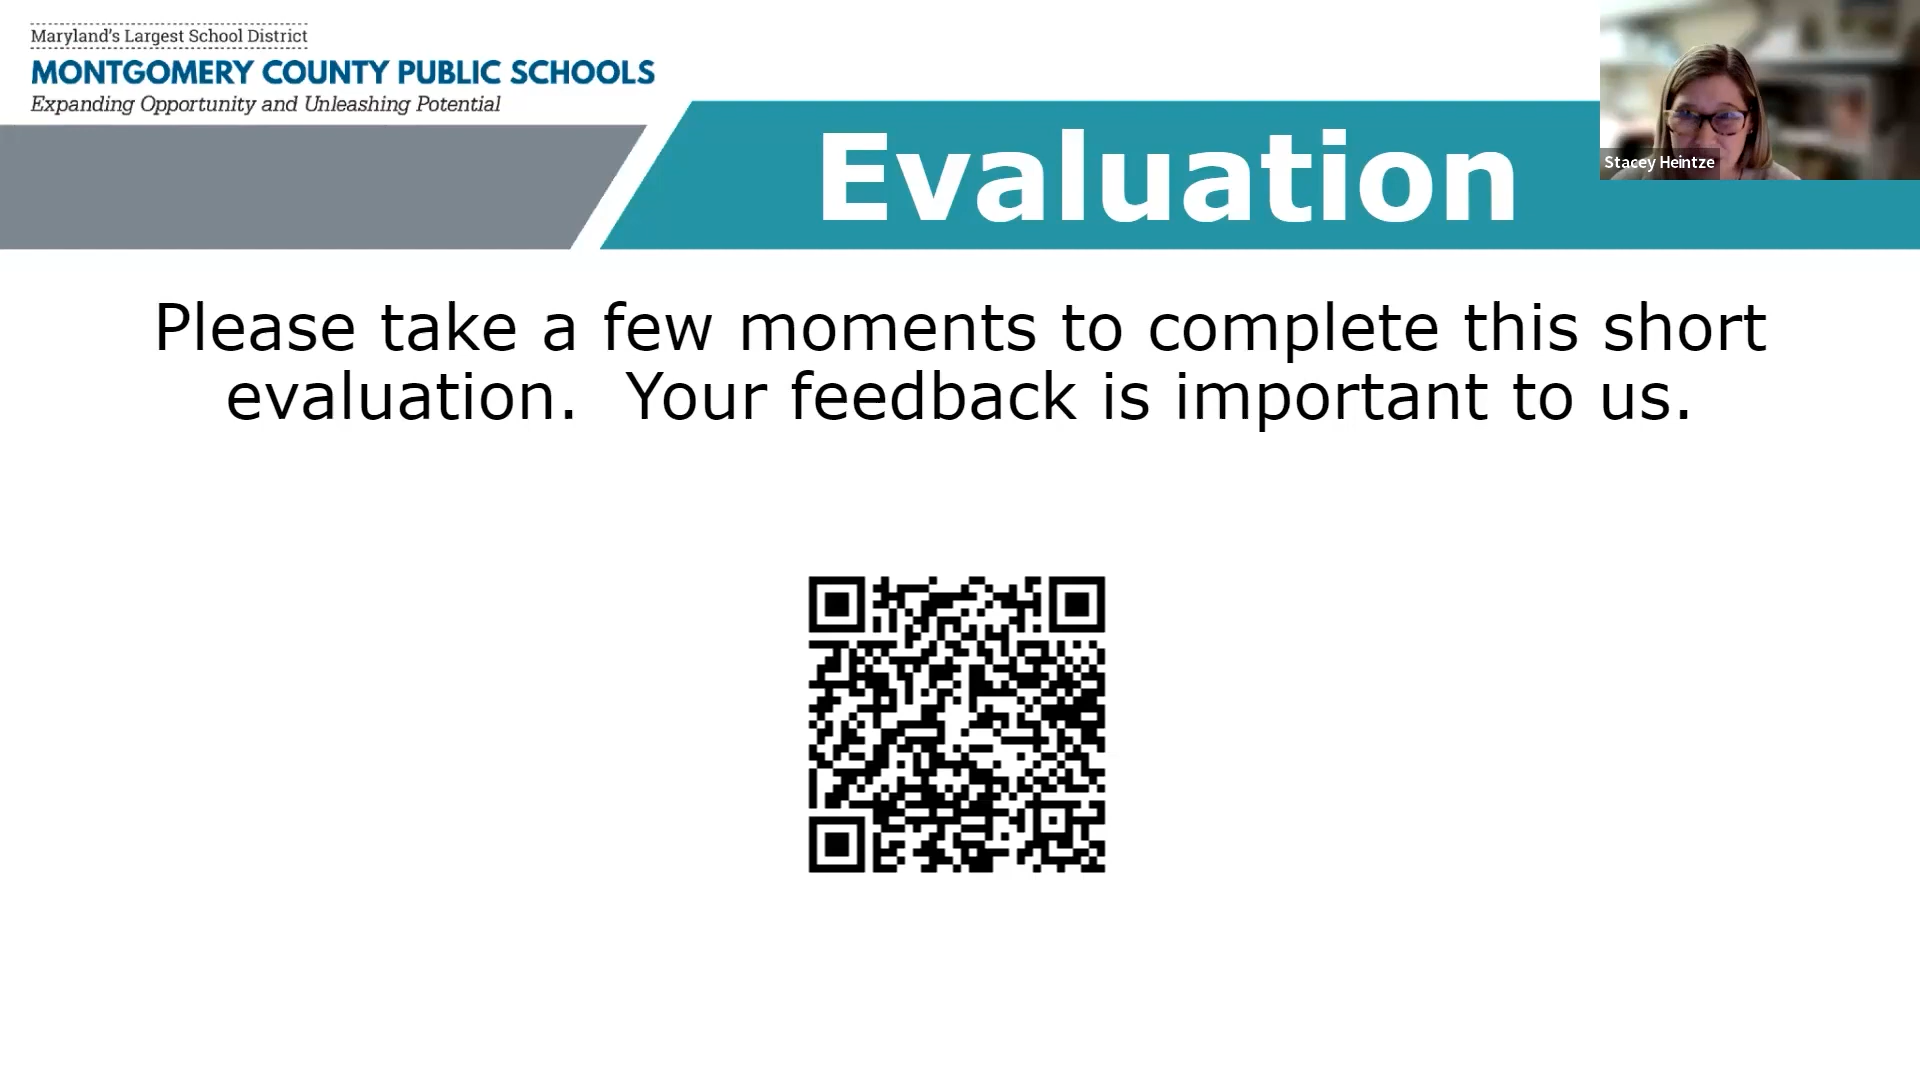 Maryland's Largest School District
MONTGOMERY COUNTY PUBLIC SCHOOLS
Expanding Opportunity and Unleashing Potential
Evaluation
Stacey Heintze
Please take a few moments to complete this short
evaluation.  Your feedback is important to us.